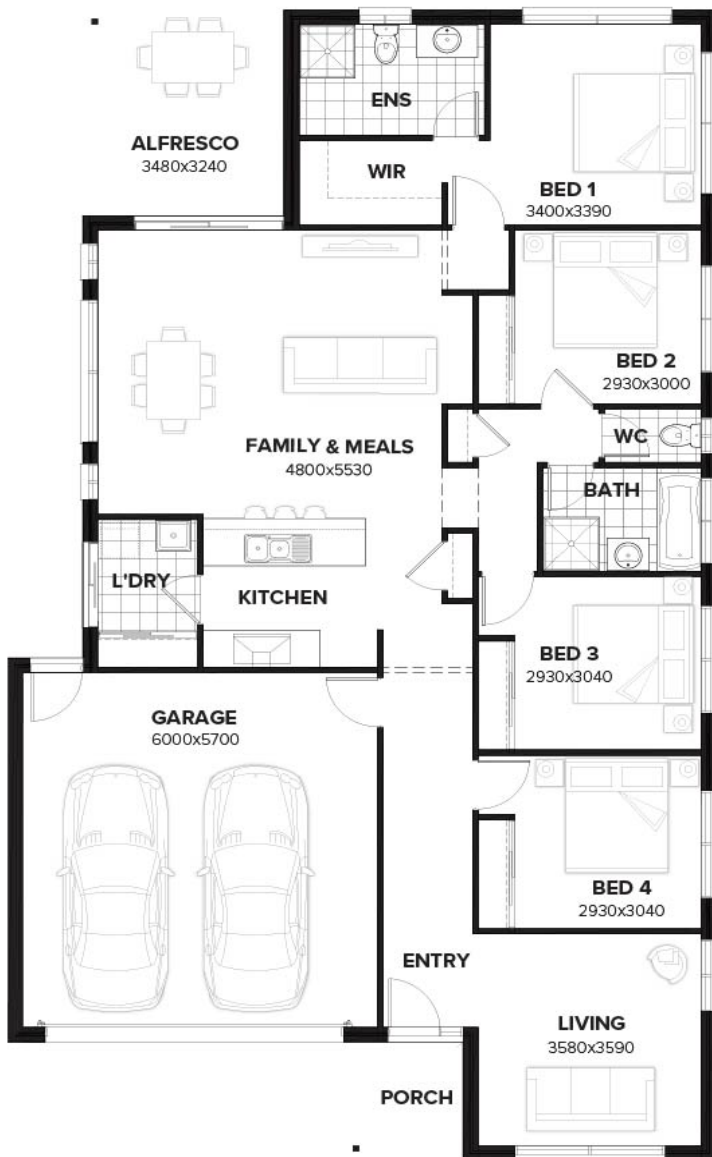 ENS
ALFRESCO
3480x3240
WIR
BED 1
3400x3390
BED 2
2930x3000
FAMILY & MEALS
4800x5530
WC
BATH
L'DRY
KITCHEN
BED 3
2930x3040
GARAGE
6000x5700
BED 4
2930x3040
ENTRY
LIVING
3580x3590
PORCH